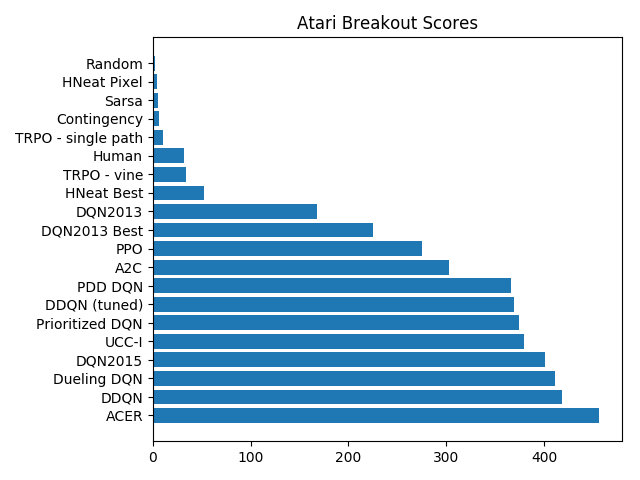 Atari Breakout Scores
Random
HNeat Pixel
Sarsa
Contingency
TRPO - single path
Human
TRPO - vine
HNeat Best
DQN2013
DQN2013 Best
PPO
A2C
PDD DQN
DDQN (tuned)
Prioritized DQN
UCC-I
DQN2015
Dueling DQN
DDQN
ACER
0 100 200 300 400